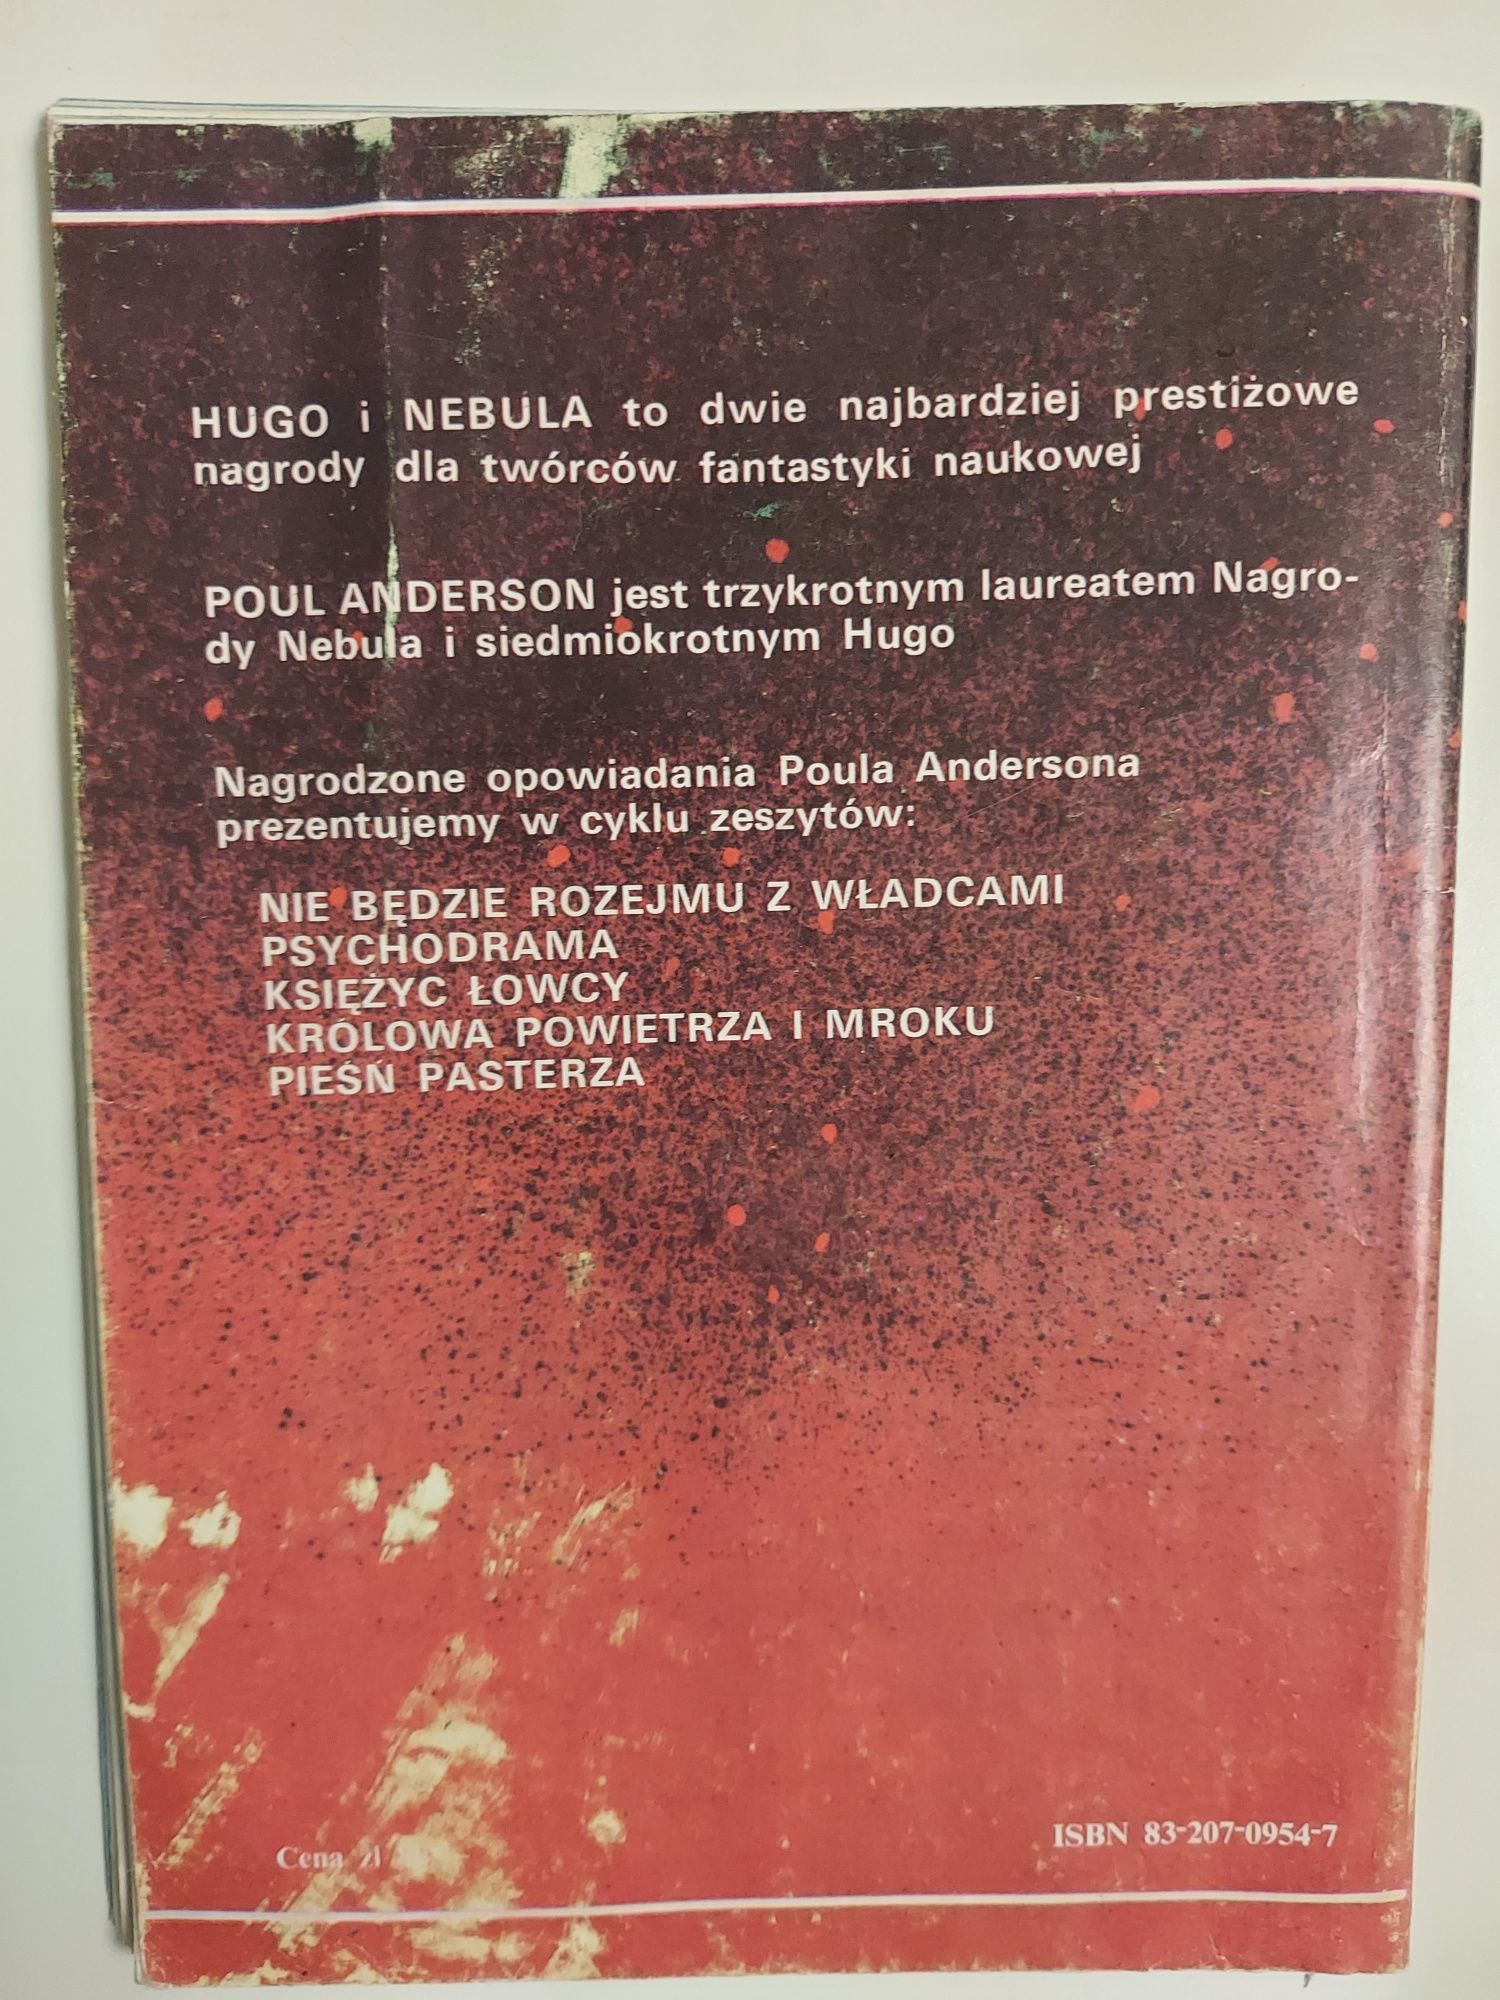 HUGO i NEBULA to dwie najbardziej prestiżowe
nagrody dla twórców fantastyki naukowej
POUL ANDERSON jest trzykrotnym laureatem Nagro-
dy Nebula i siedmiokrotnym Hugo
Nagrodzone opowiadania Poula Andersona
prezentujemy w cyklu zeszytów:
NIE BĘDZIE ROZEJMU Z WŁADCAMI
PSYCHODRAMA
KSIĘŻYC ŁOWCY
KRÓLOWA POWIETRZA I MROKU
PIEŚŃ PASTERZA
ISBN 83-207-0954-7
Cena zł